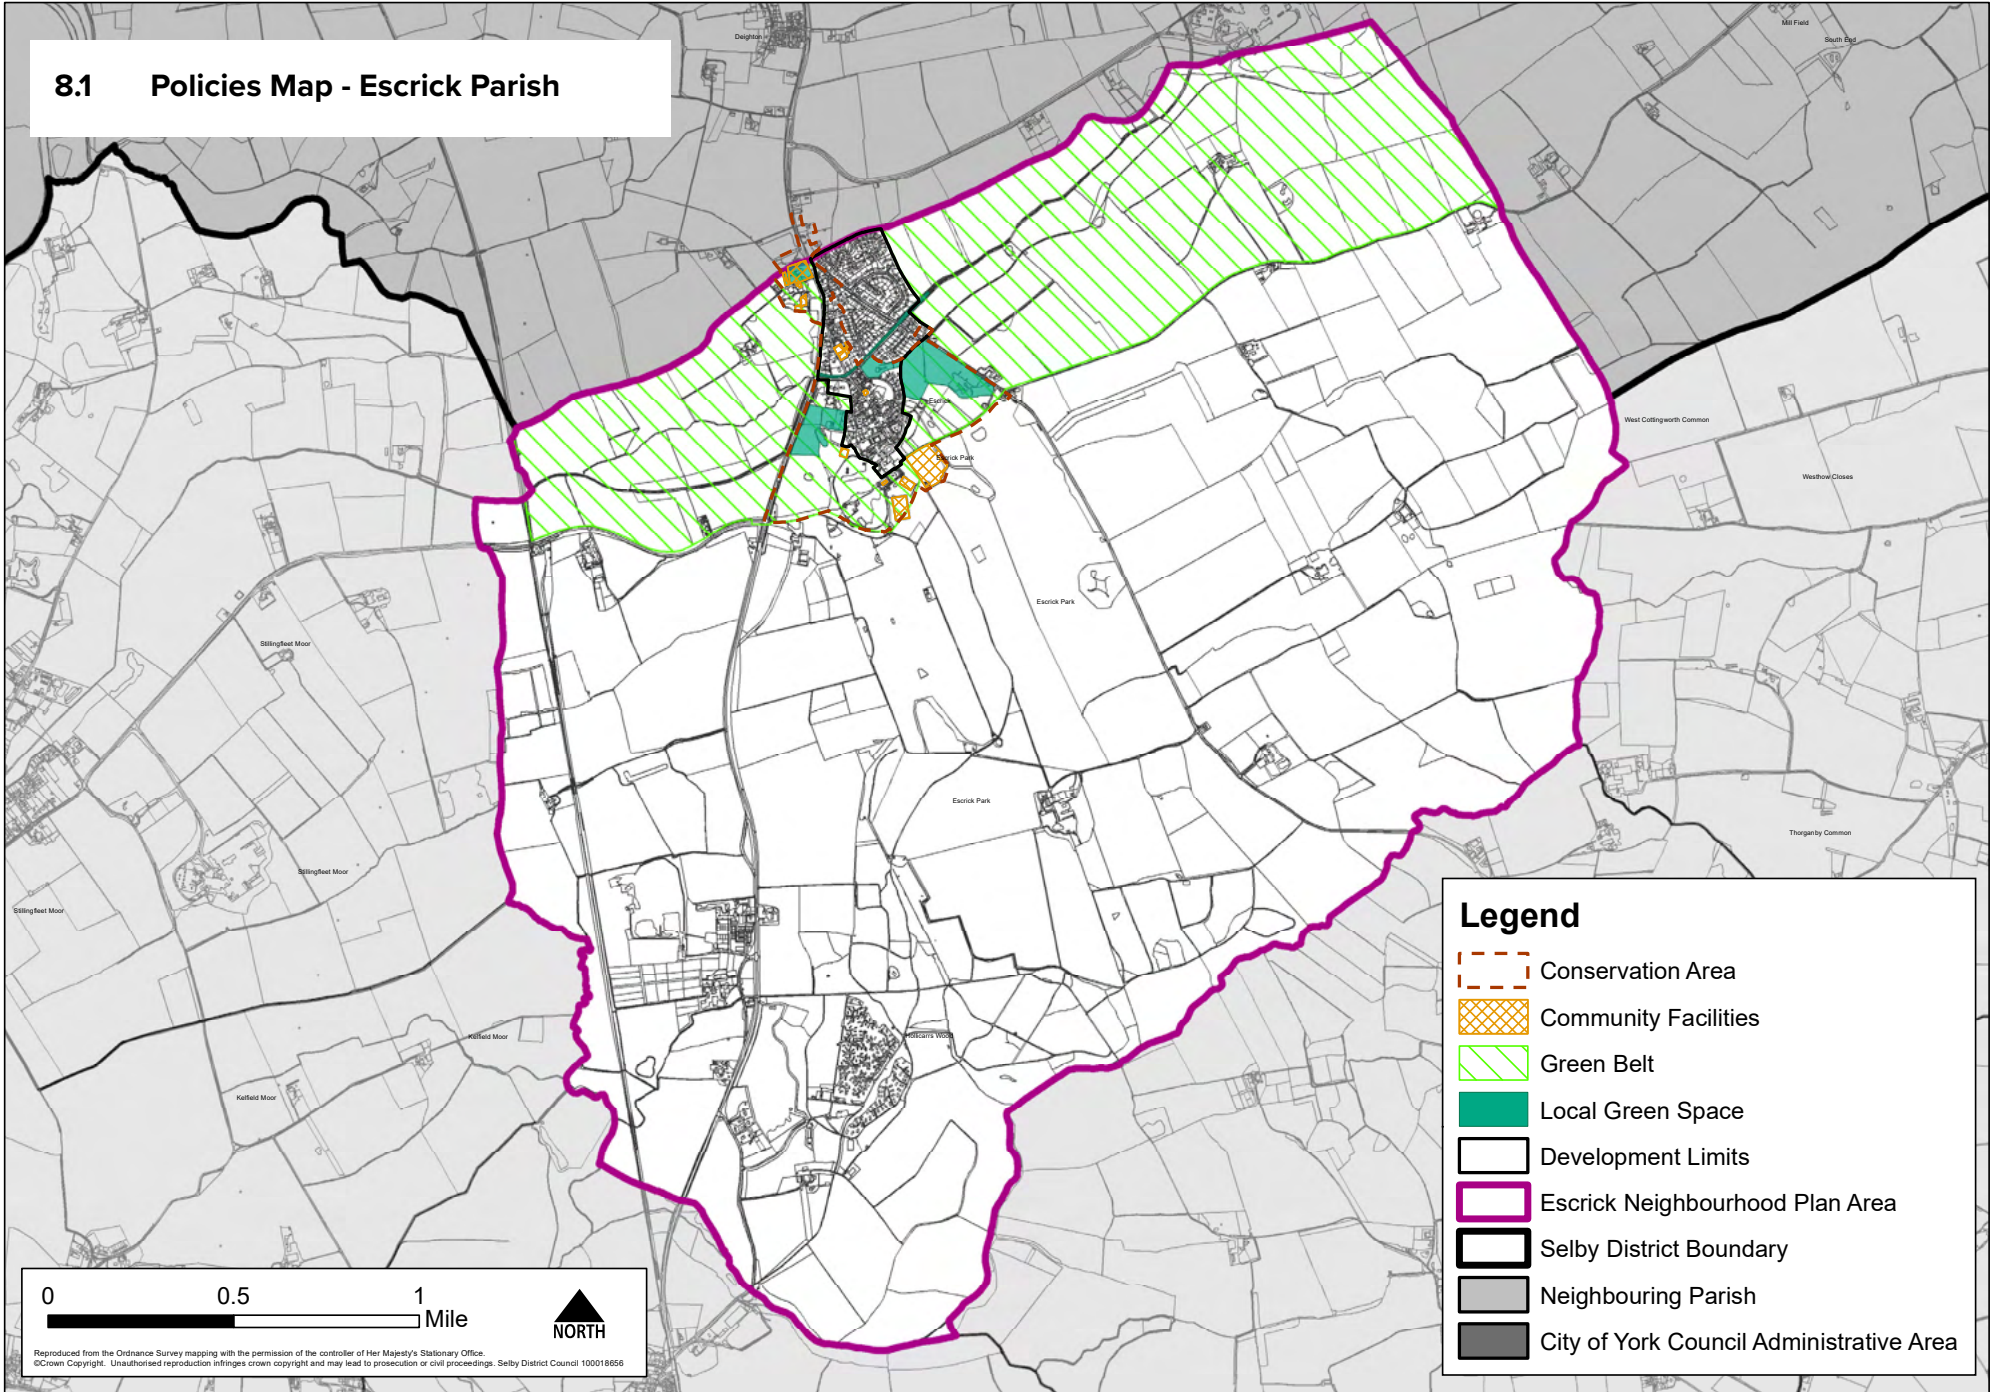 8.1 Policies Map - Escrick Parish
Deighton
Mill Field
South End
Escrick
Escrick Park
West Cottingworth Common
Westhow Closes
Escrick Park
Stillingfleet Moor
Escrick Park
Thorganby Common
Stillingfleet Moor
Stillingfleet Moor
Kelfield Moor
Hollicarrs Wood
Kelfield Moor
Legend
Conservation Area
Community Facilities
Green Belt
Local Green Space
Development Limits
Escrick Neighbourhood Plan Area
Selby District Boundary
Neighbouring Parish
City of York Council Administrative Area
0 0.5 1
Mile
NORTH
Reproduced from the Ordnance Survey mapping with the permission of the controller of Her Majesty's Stationary Office.
©Crown Copyright. Unauthorised reproduction infringes crown copyright and may lead to prosecution or civil proceedings. Selby District Council 100018656